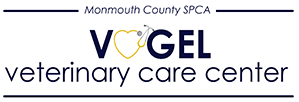 Monmouth County SPCA
VOGEL
veterinary care center